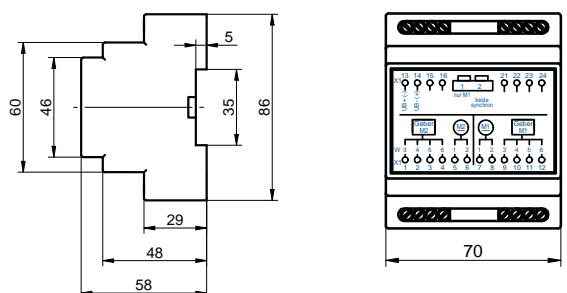 5
60
46
35
86
29
48
58
13 14 15 16 21 22 23 24
X1
1 2
nur M1
beide
synchron
UB + (-)
UB - (+)
Geber
M2
M2
M1
Geber
M1
W 3 4 5 6 1 2 1 2 3 4 5 6
X1
1 2 3 4 5 6 7 8 9 10 11 12
70